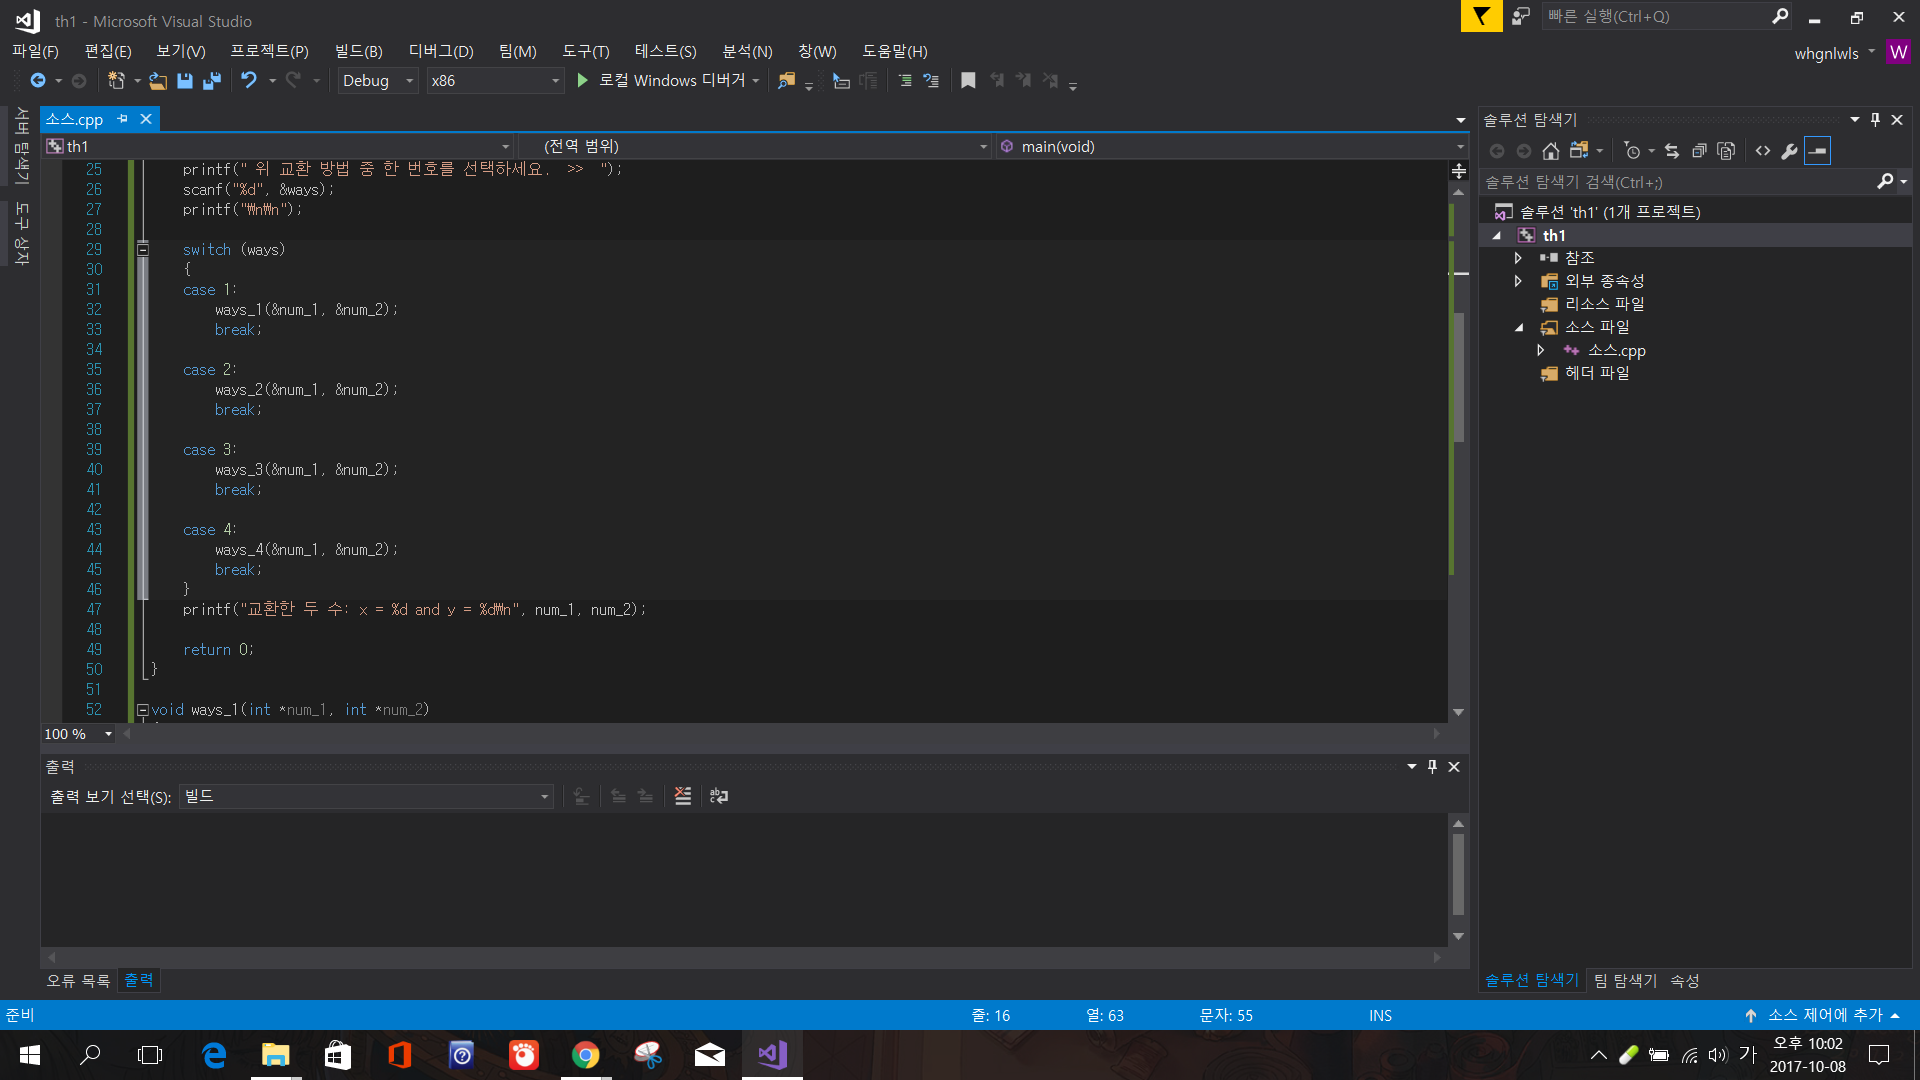 th1 - Microsoft Visual Studio
빠른 실행(Ctrl+Q)
파일(F) 편집(E) 보기(V) 프로젝트(P) 빌드(B) 디버그(D) 팀(M) 도구(T) 테스트(S) 분석(N) 창(W) 도움말(H)
whgnlwls W
Debug x86 로컬 Windows 디버거
서버 탐색기
도구 상자
소스.cpp
th1 (전역 범위) main(void)
25 printf(" 위 교환 방법 중 한 번호를 선택하세요. >> ");
26 scanf("%d", &ways);
27 printf("₩n₩n");
28
29 switch (ways)
30 {
31 case 1:
32 ways_1(&num_1, &num_2);
33 break;
34
35 case 2:
36 ways_2(&num_1, &num_2);
37 break;
38
39 case 3:
40 ways_3(&num_1, &num_2);
41 break;
42
43 case 4:
44 ways_4(&num_1, &num_2);
45 break;
46 }
47 printf("교환한 두 수: x = %d and y = %d₩n", num_1, num_2);
48
49 return 0;
50 }
51
52 void ways_1(int *num_1, int *num_2)
100 %
출력
출력 보기 선택(S): 빌드
오류 목록 출력
솔루션 탐색기
솔루션 탐색기 검색(Ctrl+;)
솔루션 'th1' (1개 프로젝트)
th1
참조
외부 종속성
리소스 파일
소스 파일
소스.cpp
헤더 파일
솔루션 탐색기 팀 탐색기 속성
준비 줄: 16 열: 63 문자: 55 INS 소스 제어에 추가
가 오후 10:02
2017-10-08